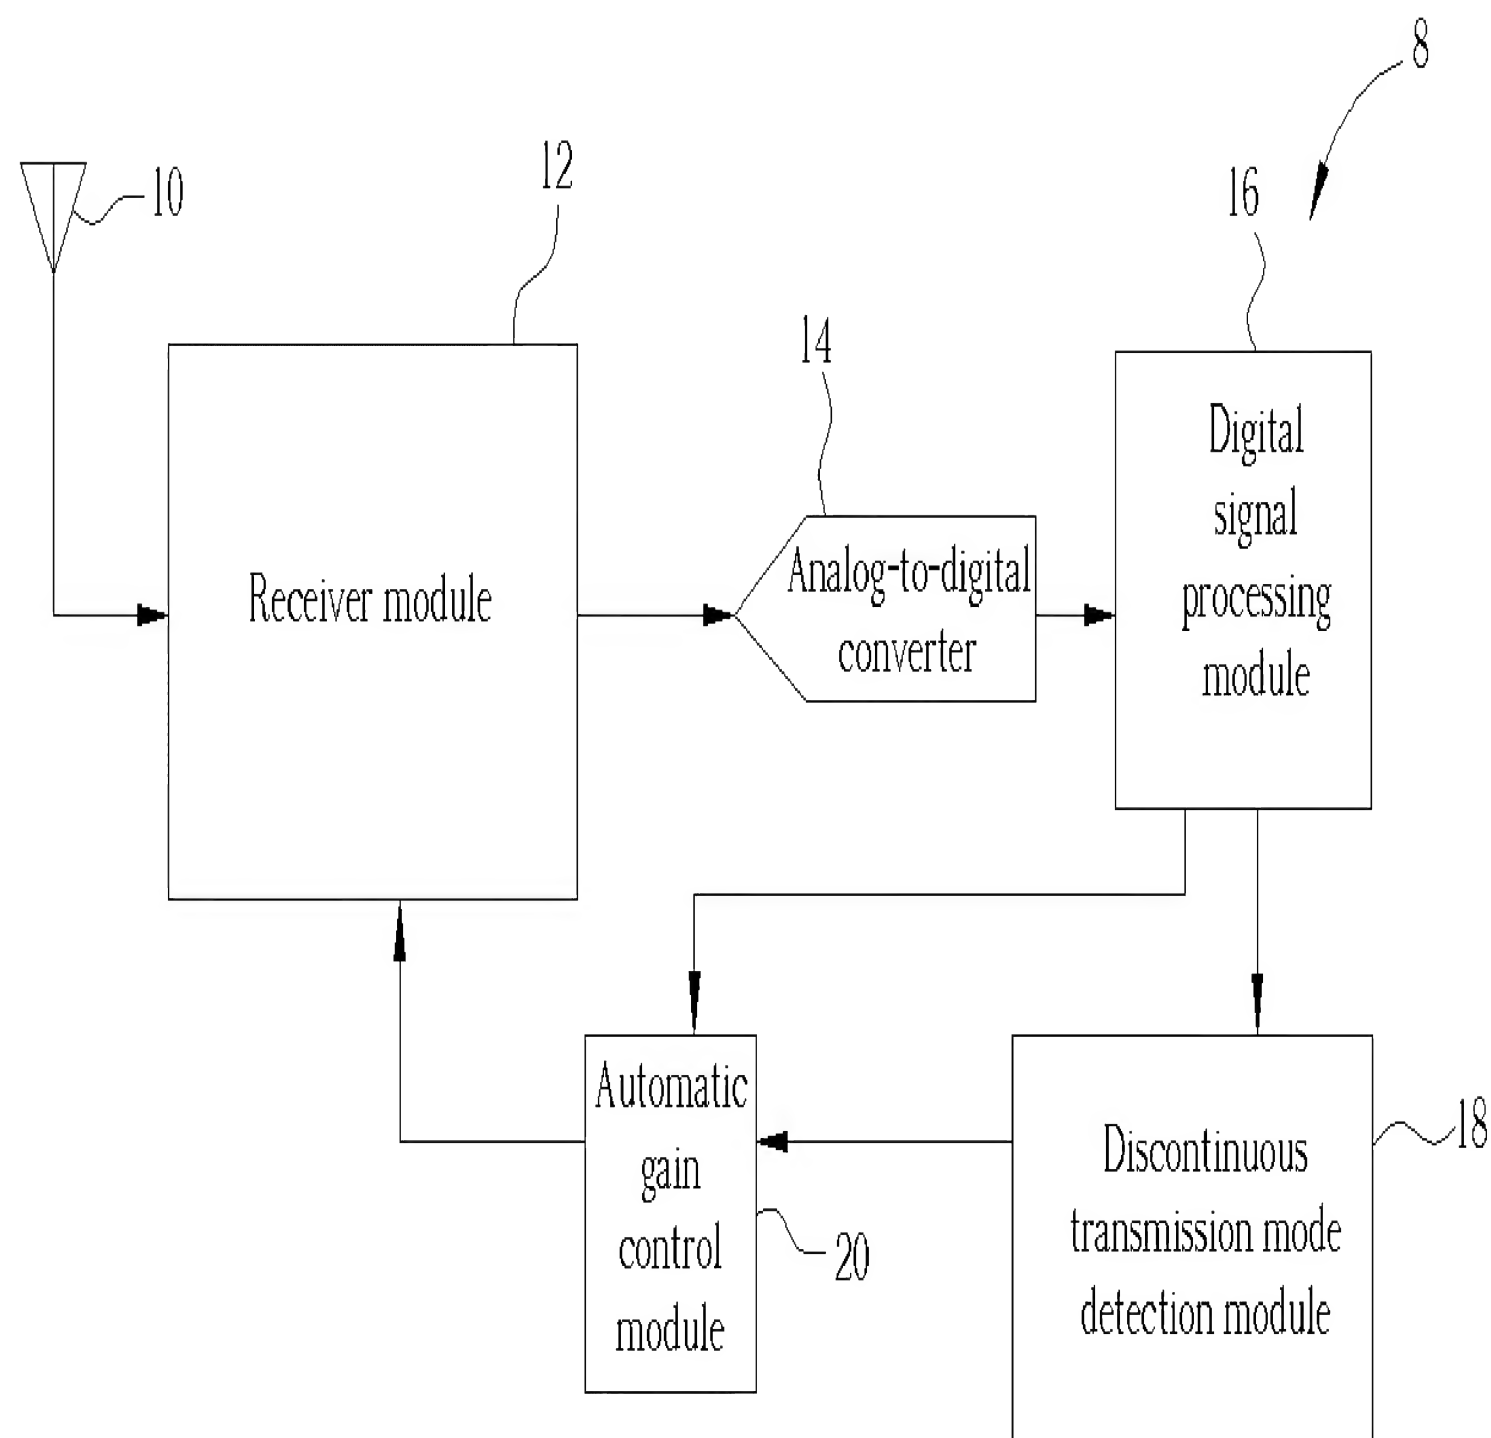 8
10
12
16
14
Digital
signal
processing
module
Analog-to-digital
converter
Receiver module
Automatic
gain
control
module
20
Discontinuous
transmission mode
detection module
18